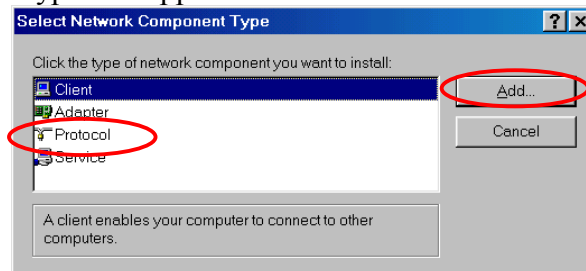 Select Network Component Type ? ×
Click the type of network component you want to install:
Client
Adapter
Protocol
Service
Add...
Cancel
A client enables your computer to connect to other
computers.